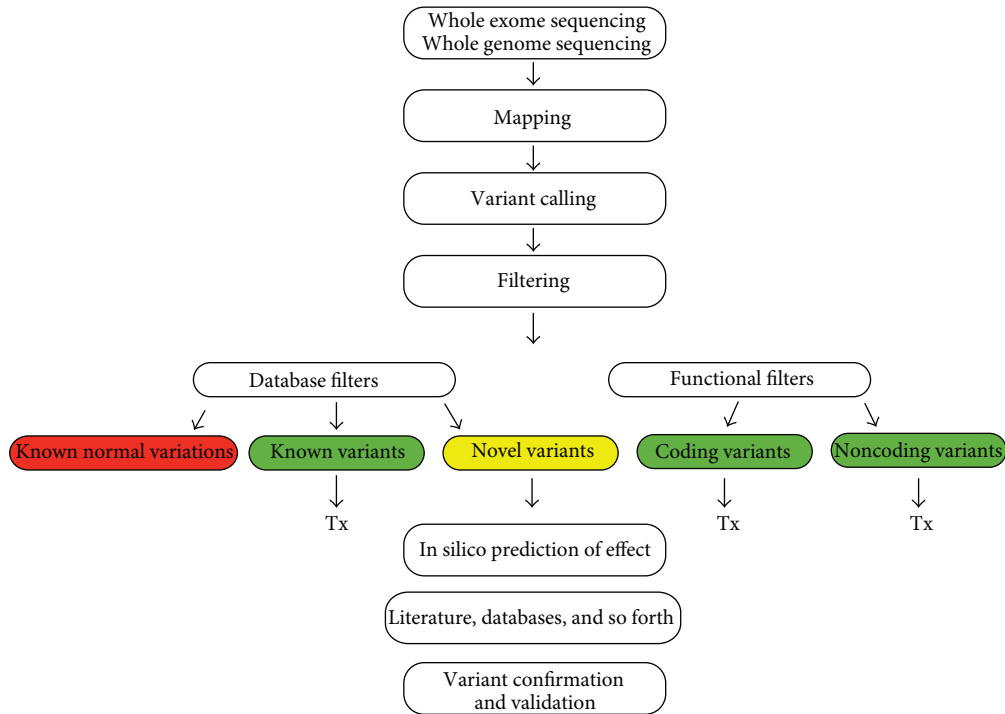 Whole exome sequencing
Whole genome sequencing
Mapping
Variant calling
Filtering
Database filters
Functional filters
Known normal variations
Known variants
Novel variants
Coding variants
Noncoding variants
Tx
Tx
Tx
In silico prediction of effect
Literature, databases, and so forth
Variant confirmation
and validation